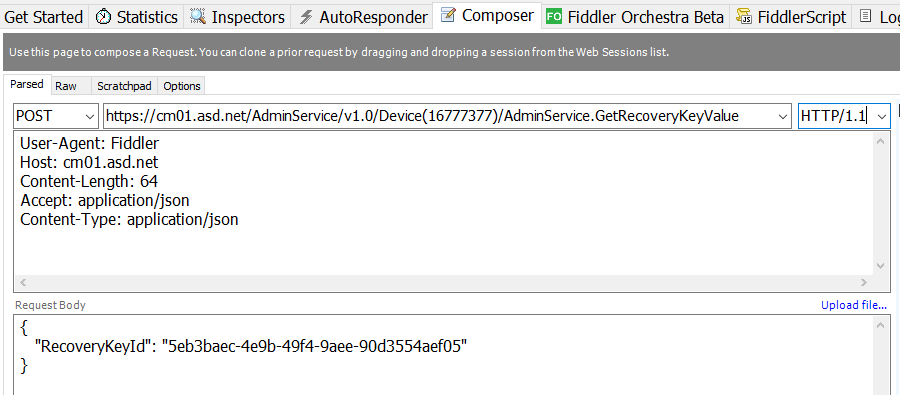 Get Started Statistics Inspectors AutoResponder Composer FO Fiddler Orchestra Beta JS FiddlerScript Log
Use this page to compose a Request. You can clone a prior request by dragging and dropping a session from the Web Sessions list.
Parsed Raw Scratchpad Options
POST https://cm01.asd.net/AdminService/v1.0/Device(16777377)/AdminService.GetRecoveryKeyValue HTTP/1.1
User-Agent: Fiddler
Host: cm01.asd.net
Content-Length: 64
Accept: application/json
Content-Type: application/json
Request Body Upload file...
{
"RecoveryKeyId": "5eb3baec-4e9b-49f4-9aee-90d3554aef05"
}